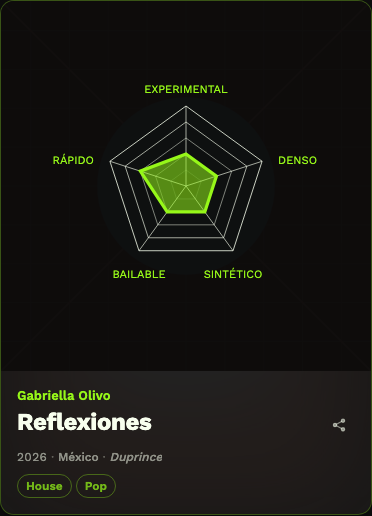 EXPERIMENTAL
RÁPIDO
DENSO
BAILABLE
SINTÉTICO
Gabriella Olivo
Reflexiones
2026 · México · Duprince
House
Pop